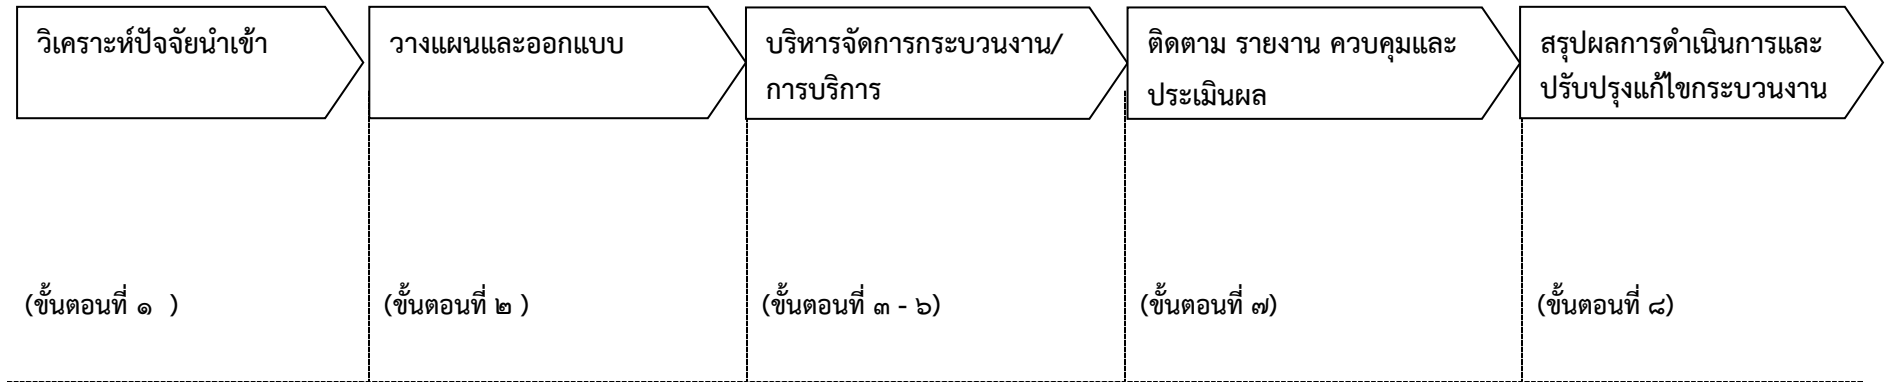 วิเคราะห์ปัจจัยนำเข้า
วางแผนและออกแบบ
บริหารจัดการกระบวนงาน/
การบริการ
ติดตาม รายงาน ควบคุมและ
ประเมินผล
สรุปผลการดำเนินการและ
ปรับปรุงแก้ไขกระบวนงาน
(ขั้นตอนที่ ๑ )
(ขั้นตอนที่ ๒ )
(ขั้นตอนที่ ๓ - ๖)
(ขั้นตอนที่ ๗)
(ขั้นตอนที่ ๘)